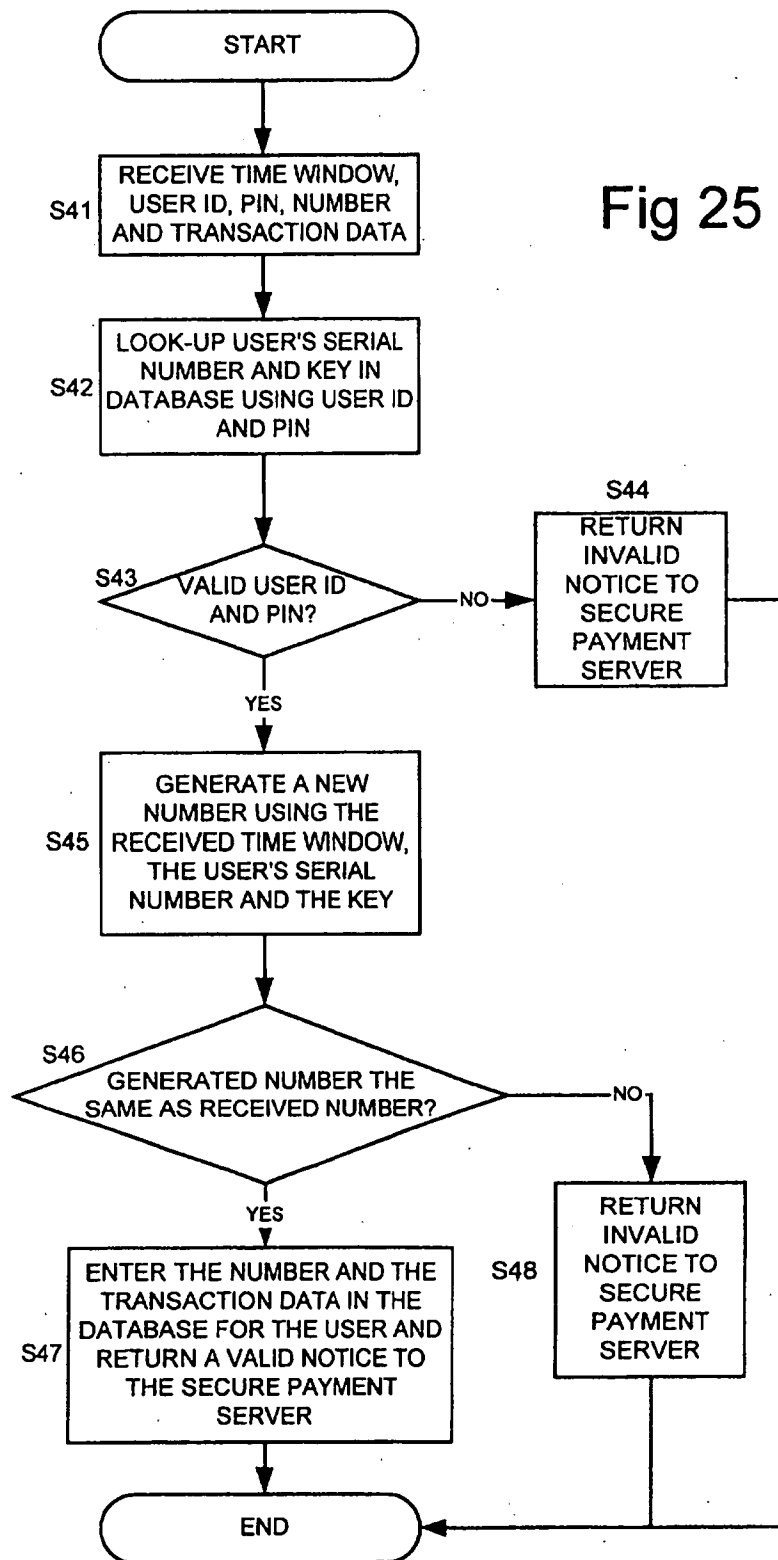 START
Fig 25
S41
RECEIVE TIME WINDOW,
USER ID, PIN, NUMBER
AND TRANSACTION DATA
S42
LOOK-UP USER'S SERIAL
NUMBER AND KEY IN
DATABASE USING USER ID
AND PIN
S43
VALID USER ID
AND PIN?
NO
S44
RETURN
INVALID
NOTICE TO
SECURE
PAYMENT
SERVER
YES
S45
GENERATE A NEW
NUMBER USING THE
RECEIVED TIME WINDOW,
THE USER'S SERIAL
NUMBER AND THE KEY
S46
GENERATED NUMBER THE
SAME AS RECEIVED NUMBER?
NO
YES
S47
ENTER THE NUMBER AND THE
TRANSACTION DATA IN THE
DATABASE FOR THE USER AND
RETURN A VALID NOTICE TO
THE SECURE PAYMENT
SERVER
S48
RETURN
INVALID
NOTICE TO
SECURE
PAYMENT
SERVER
END